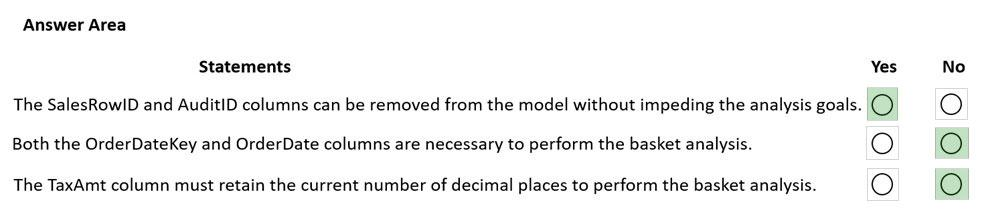 Answer Area
Statements Yes No
The SalesRowID and AuditID columns can be removed from the model without impeding the analysis goals.
Both the OrderDateKey and OrderDate columns are necessary to perform the basket analysis.
The TaxAmt column must retain the current number of decimal places to perform the basket analysis.